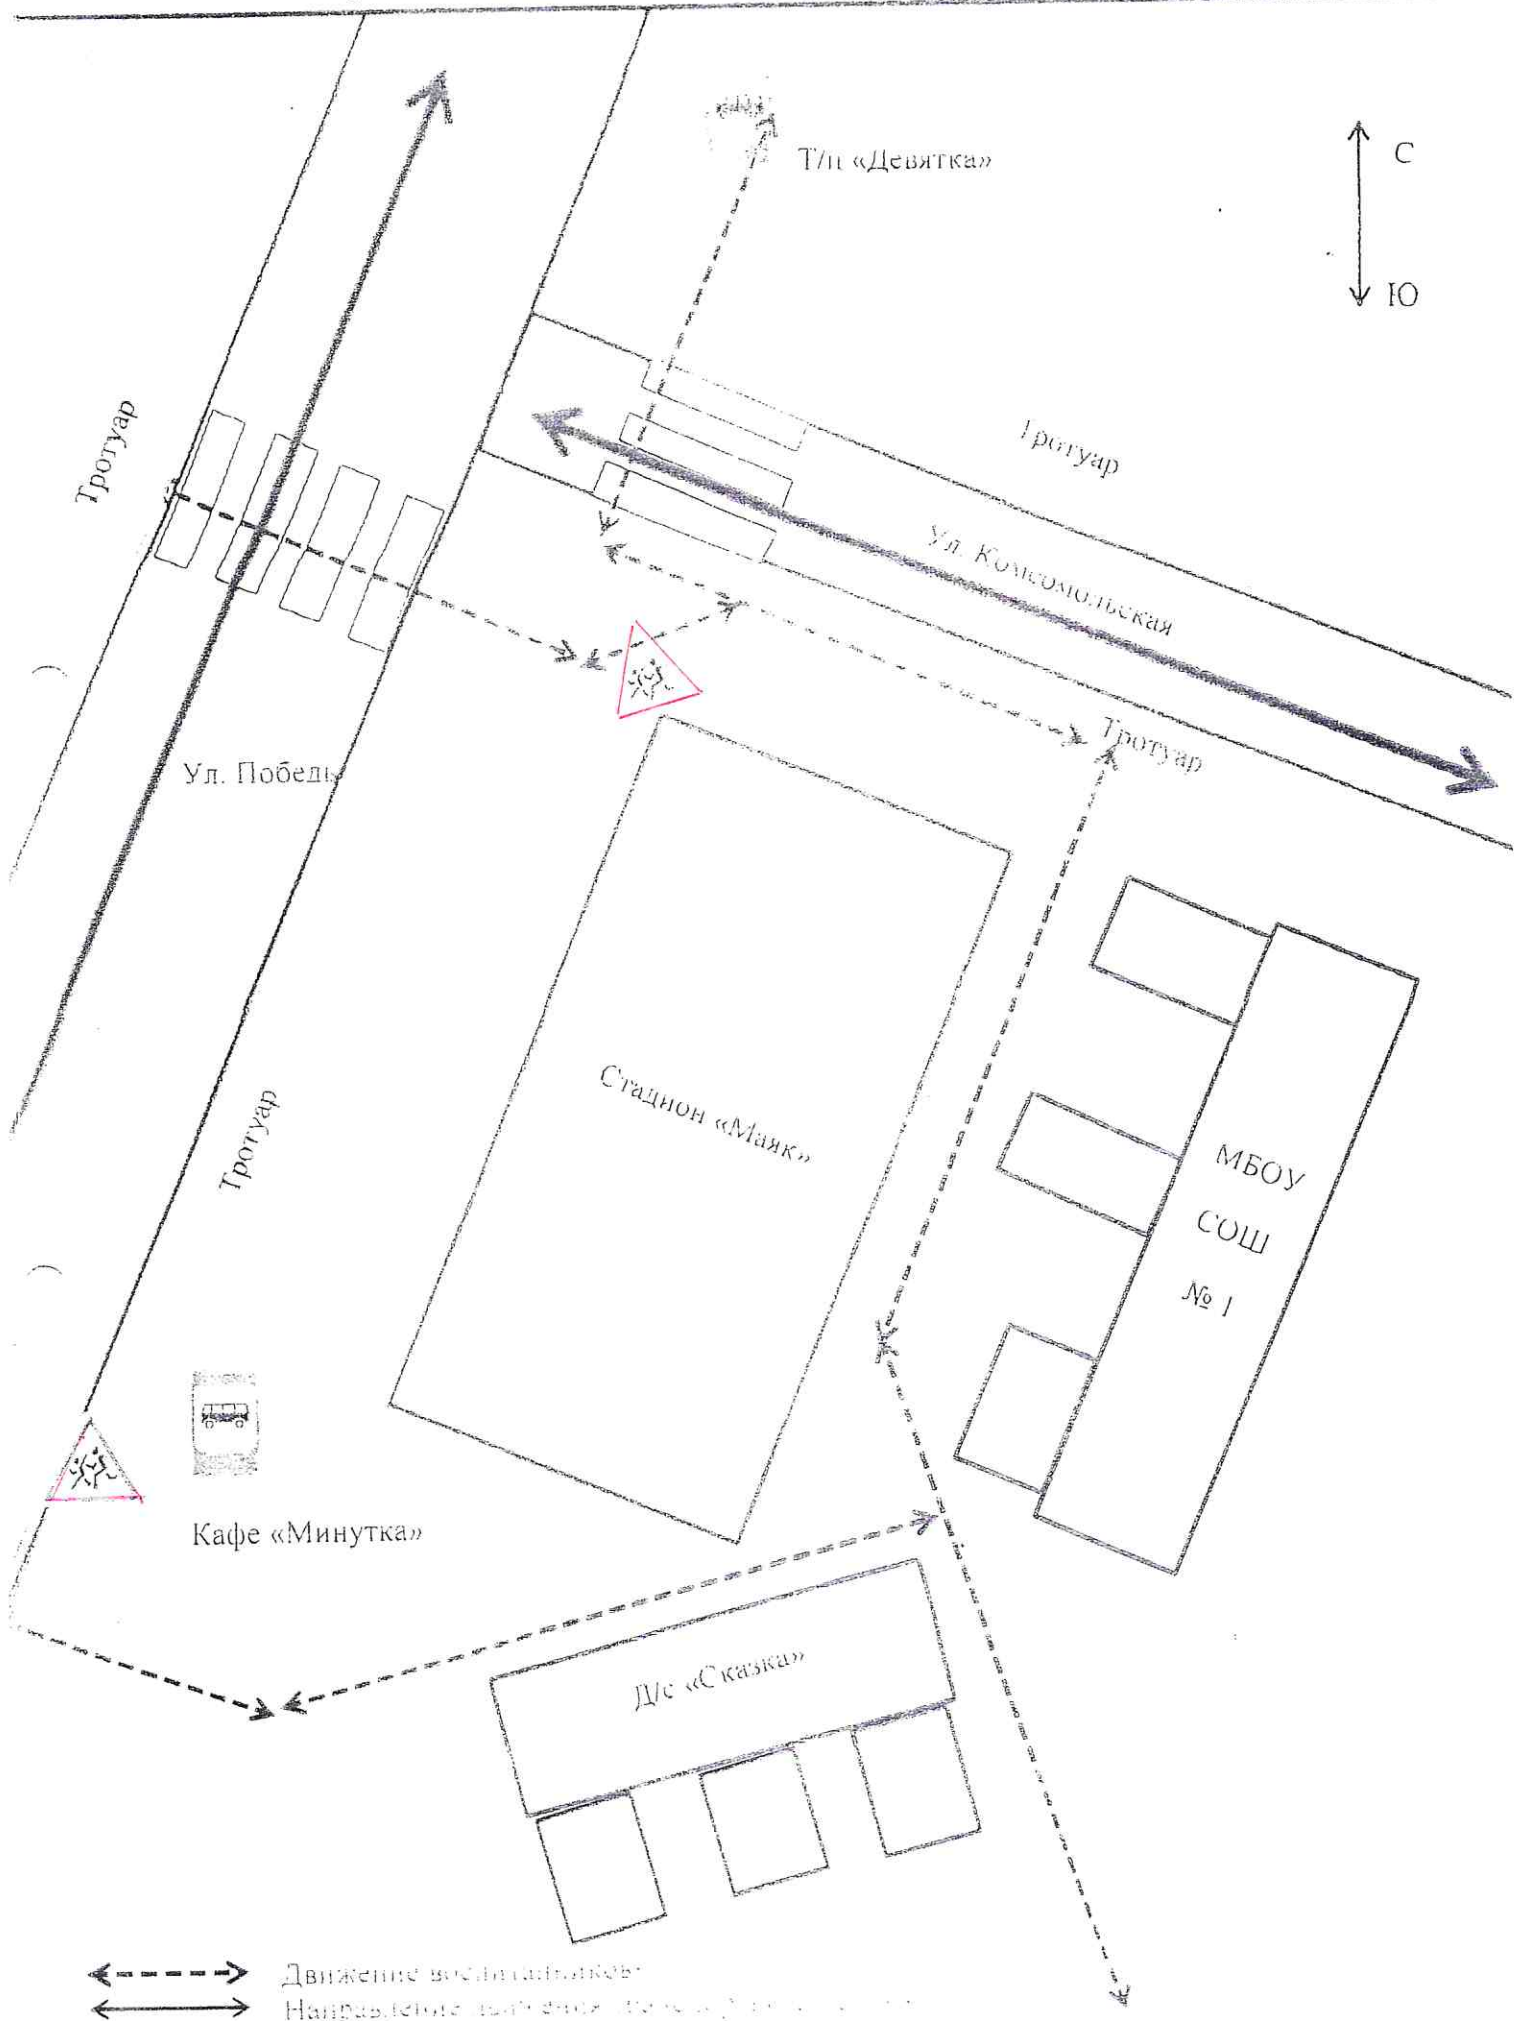 Т/ц «Девятка»
С
Ю
Тротуар
Тротуар
Ул. Комсомольская
Тротуар
Ул. Победы
Стадион «Маяк»
Тротуар
МБОУ
СОШ
№ 1
Кафе «Минутка»
Д/с «Сказка»
Движение воспитанников
Направление